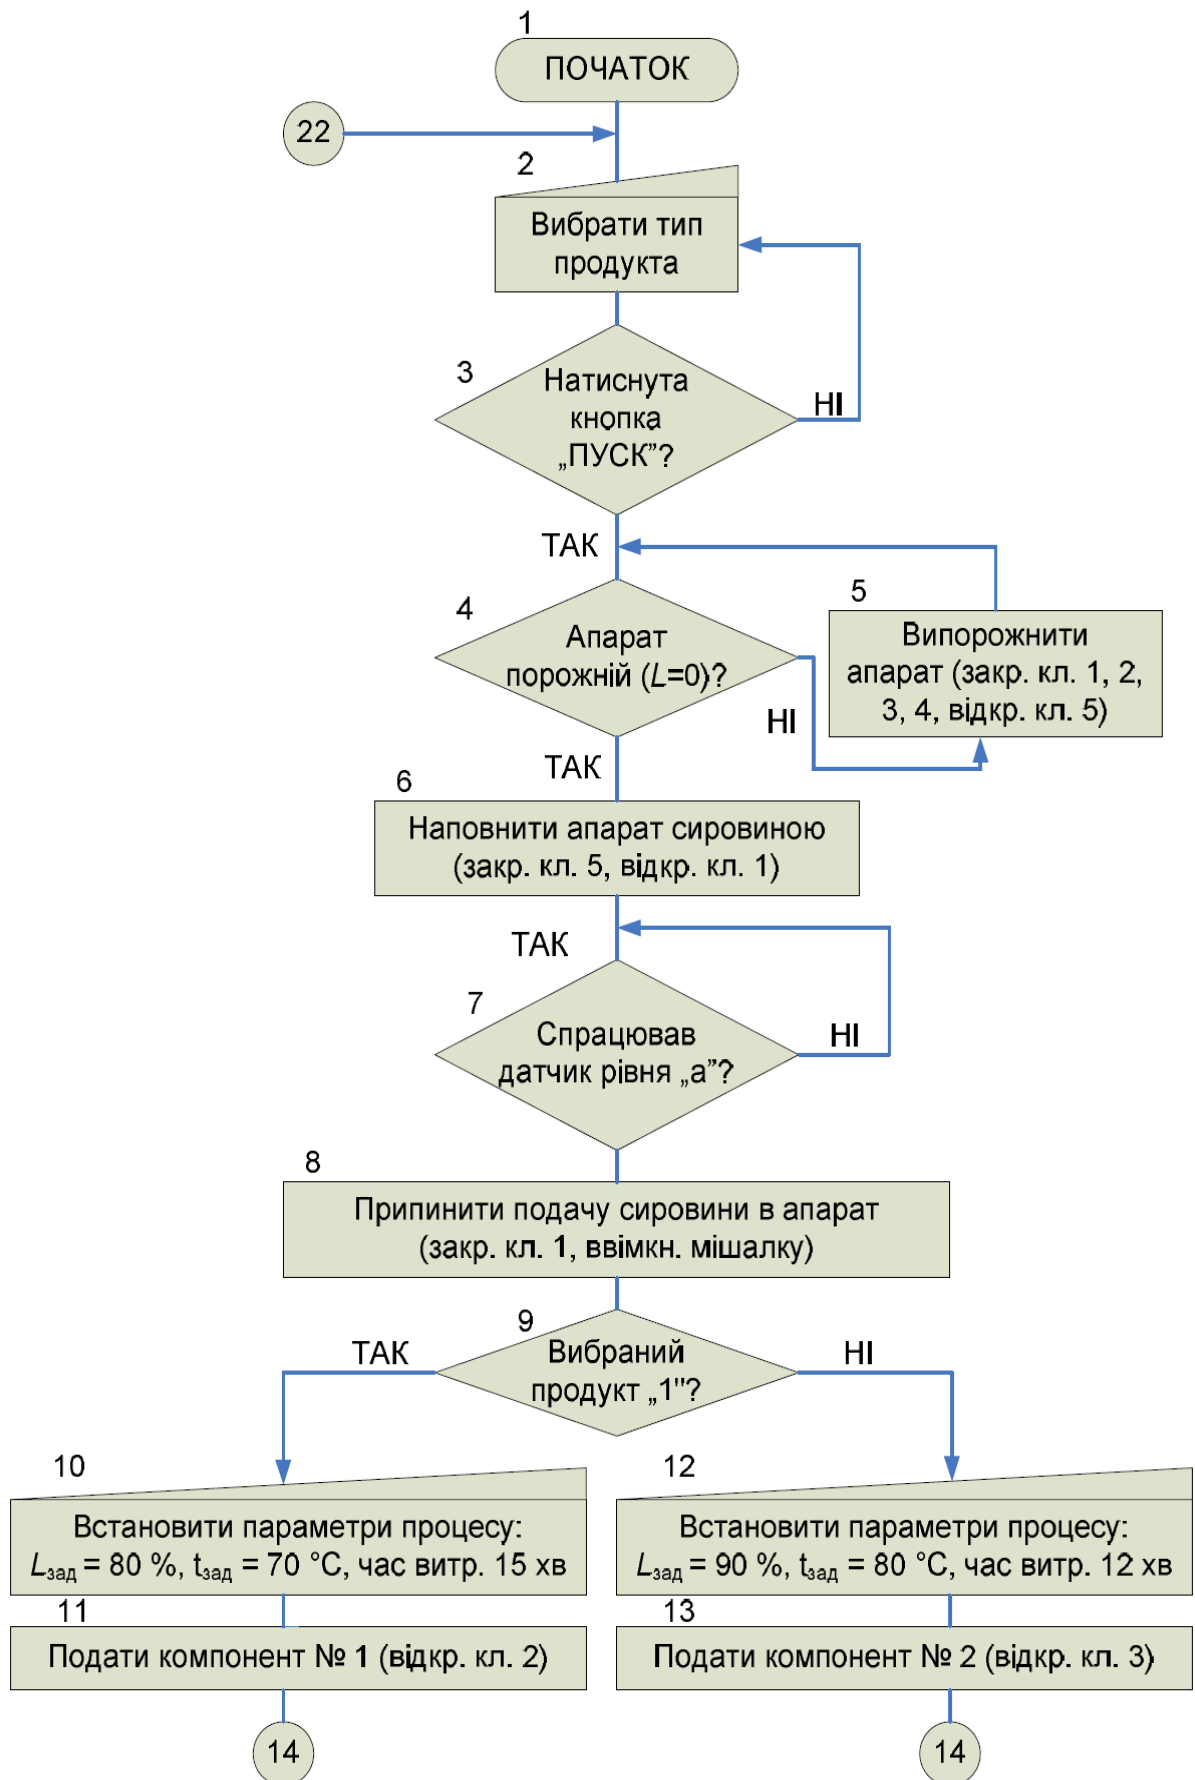 1
ПОЧАТОК
22
2
Вибрати тип
продукта
3
Натиснута
кнопка
„ПУСК”?
НІ
ТАК
4
Апарат
порожній (L=0)?
НІ
5
Випорожнити
апарат (закр. кл. 1, 2,
3, 4, відкр. кл. 5)
ТАК
6
Наповнити апарат сировиною
(закр. кл. 5, відкр. кл. 1)
ТАК
7
Спрацював
датчик рівня „а”?
НІ
8
Припинити подачу сировини в апарат
(закр. кл. 1, ввімкн. мішалку)
9
ТАК
Вибраний
продукт „1"?
НІ
10
Встановити параметри процесу:
Lзад = 80 %, tзад = 70 °C, час витр. 15 хв
11
Подати компонент № 1 (відкр. кл. 2)
14
12
Встановити параметри процесу:
Lзад = 90 %, tзад = 80 °C, час витр. 12 хв
13
Подати компонент № 2 (відкр. кл. 3)
14